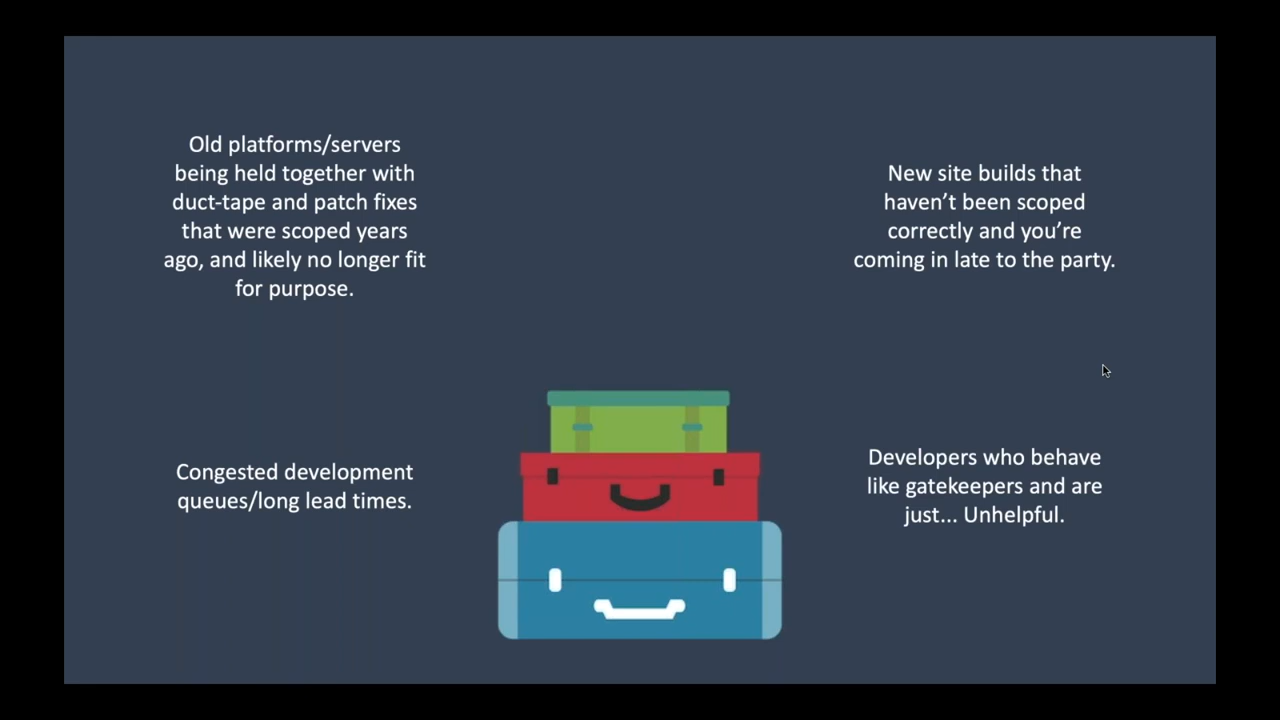 Old platforms/servers
being held together with
duct-tape and patch fixes
that were scoped years
ago, and likely no longer fit
for purpose.
New site builds that
haven’t been scoped
correctly and you’re
coming in late to the party.
Congested development
queues/long lead times.
Developers who behave
like gatekeepers and are
just... Unhelpful.